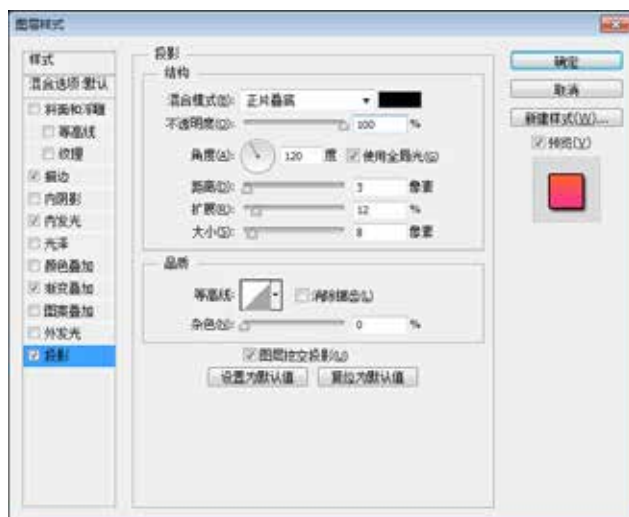 图层样式
样式
混合选项:默认
斜面和浮雕
等高线
纹理
描边
内阴影
内发光
光泽
颜色叠加
渐变叠加
图案叠加
外发光
投影
投影
结构
混合模式(B): 正片叠底
不透明度(O): 100 %
角度(A): 120 度 使用全局光(G)
距离(D): 3 像素
扩展(R): 12 %
大小(S): 8 像素
品质
等高线: 消除锯齿(L)
杂色(N): 0 %
图层挖空投影(U)
设置为默认值 复位为默认值
确定
取消
新建样式(W)...
预览(V)